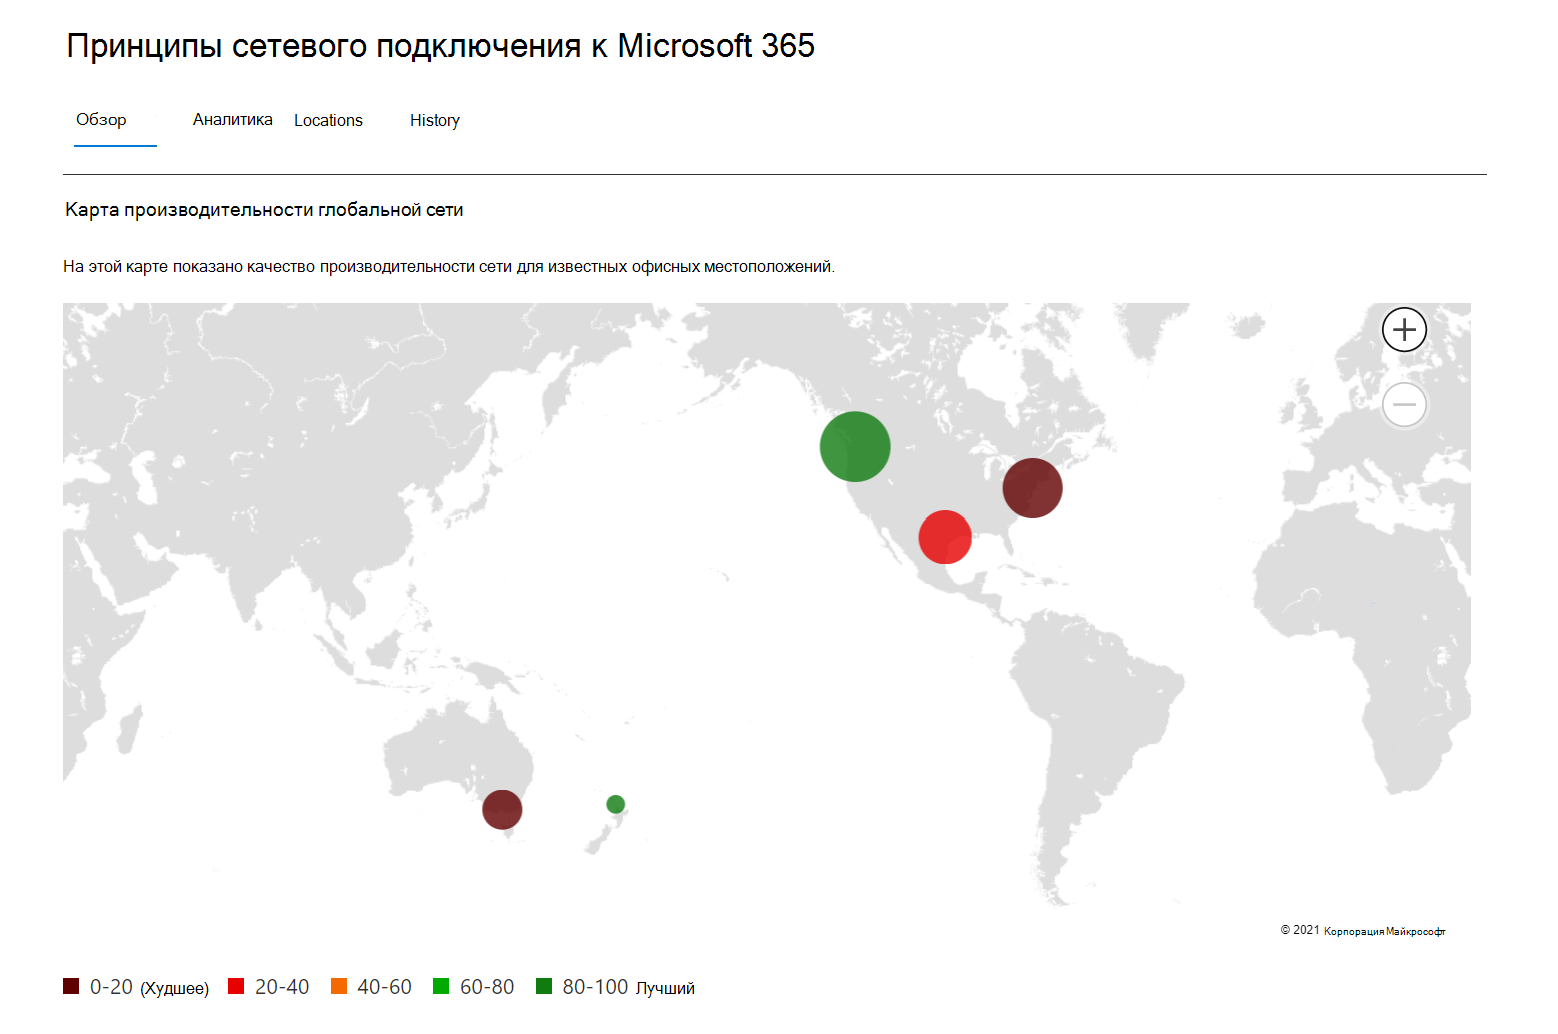 Принципы сетевого подключения к Microsoft 365
Обзор Аналитика Locations History
Карта производительности глобальной сети
На этой карте показано качество производительности сети для известных офисных местоположений.
© 2021 Корпорация Майкрософт
0-20 (Худшее) 20-40 40-60 60-80 80-100 Лучший